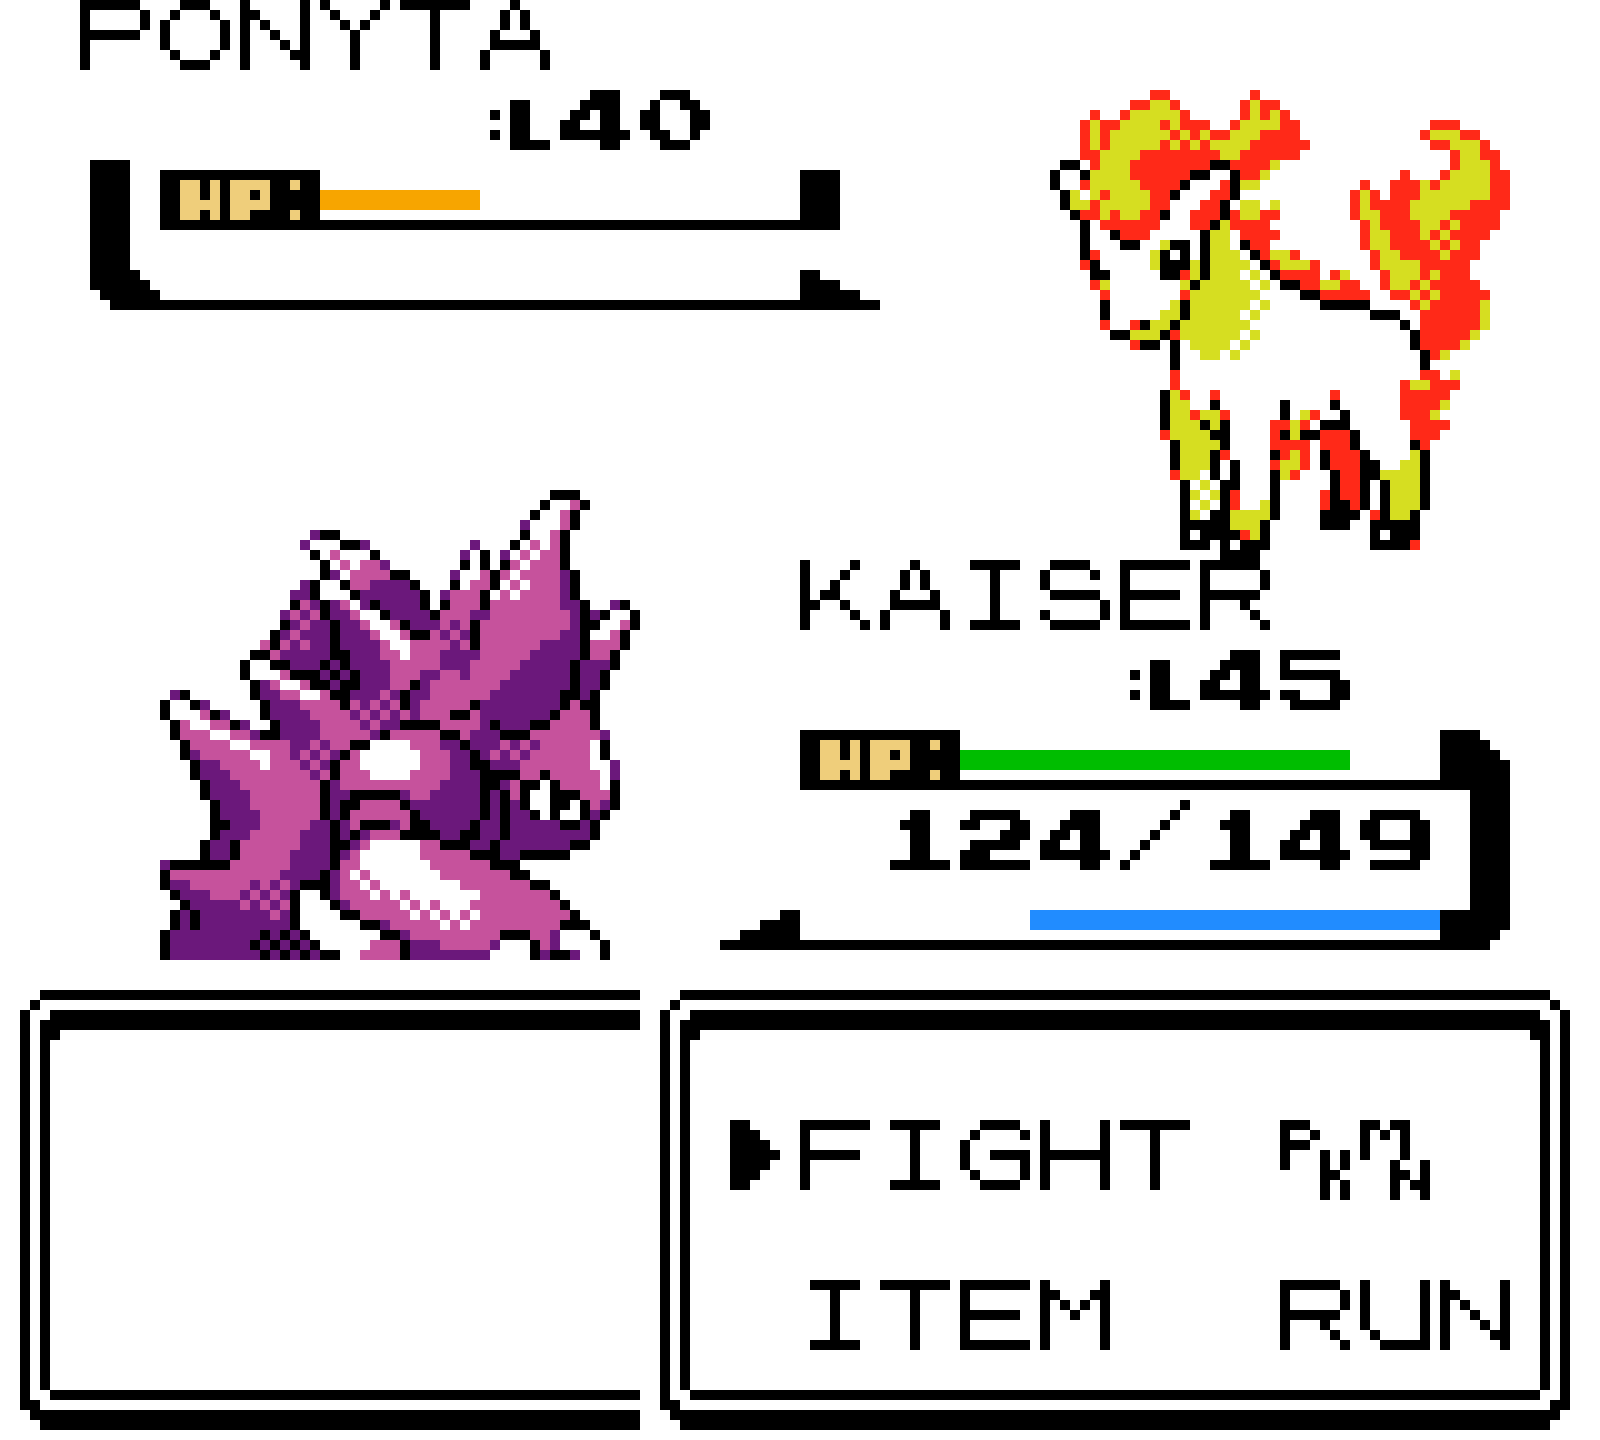 PONYTA
:L40
HP:
KAISER
:L45
HP:
124/149
FIGHT PKMN
ITEM RUN